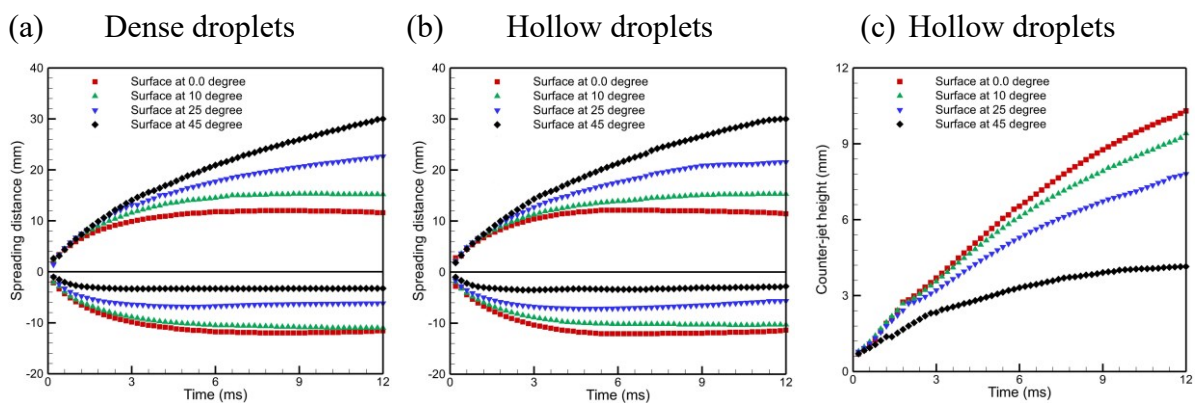 (a) Dense droplets
40
30
20
10
0
-10
-20
Spreading distance (mm)
Surface at 0.0 degree
Surface at 10 degree
Surface at 25 degree
Surface at 45 degree
0 3 6 9 12
Time (ms)
(b) Hollow droplets
40
30
20
10
0
-10
-20
Spreading distance (mm)
Surface at 0.0 degree
Surface at 10 degree
Surface at 25 degree
Surface at 45 degree
0 3 6 9 12
Time (ms)
(c) Hollow droplets
12
9
6
3
0
Counter-jet height (mm)
Surface at 0.0 degree
Surface at 10 degree
Surface at 25 degree
Surface at 45 degree
0 3 6 9 12
Time (ms)